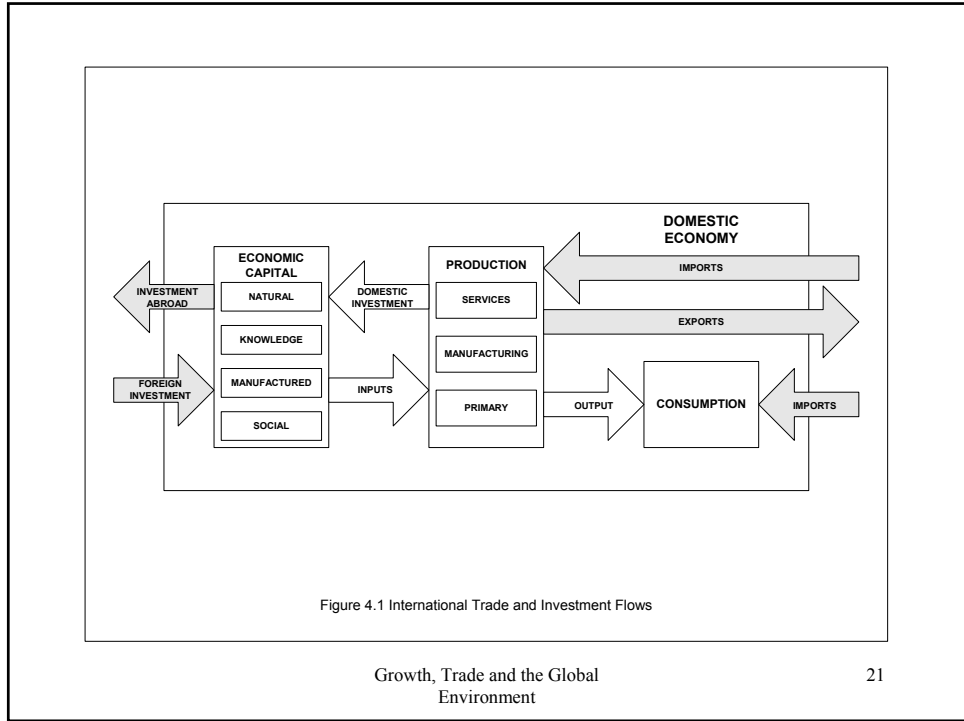 DOMESTIC
ECONOMY
ECONOMIC
CAPITAL
NATURAL
KNOWLEDGE
MANUFACTURED
SOCIAL
INVESTMENT
ABROAD
FOREIGN
INVESTMENT
DOMESTIC
INVESTMENT
INPUTS
PRODUCTION
SERVICES
MANUFACTURING
PRIMARY
IMPORTS
EXPORTS
OUTPUT
CONSUMPTION
IMPORTS
Figure 4.1 International Trade and Investment Flows
Growth, Trade and the Global
Environment
21